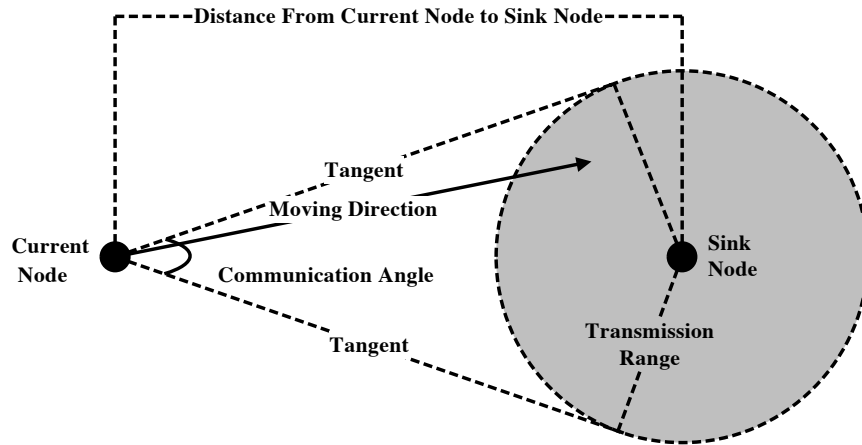 Distance From Current Node to Sink Node
Tangent
Moving Direction
Current
Node
Communication Angle
Sink
Node
Tangent
Transmission
Range